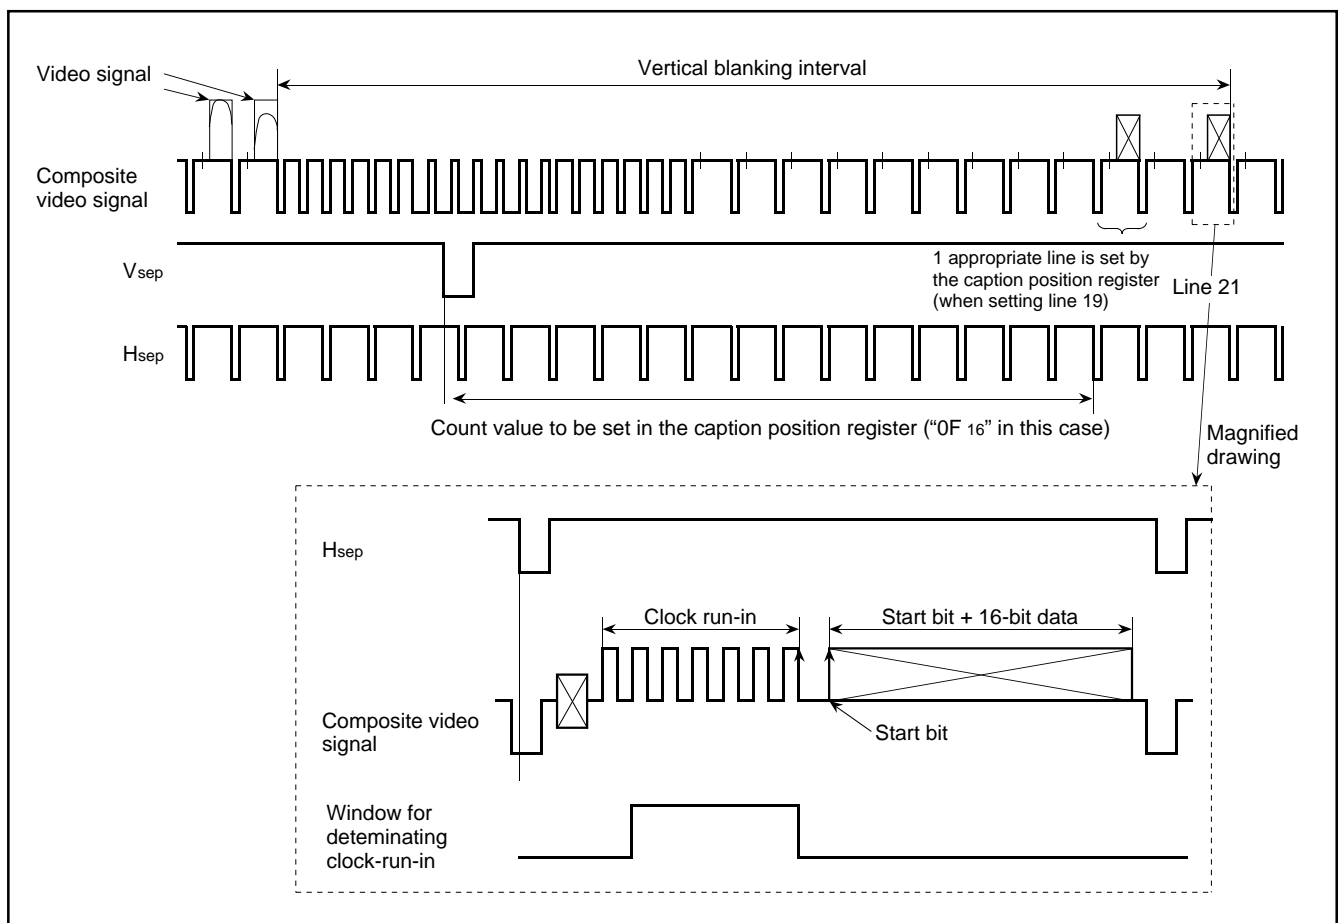 Video signal
Vertical blanking interval
Composite
video signal
Vsep
1 appropriate line is set by
the caption position register
(when setting line 19)
Line 21
Hsep
Count value to be set in the caption position register (“0F 16” in this case)
Magnified
drawing
Hsep
Clock run-in
Start bit + 16-bit data
Composite video
signal
Start bit
Window for
deteminating
clock-run-in